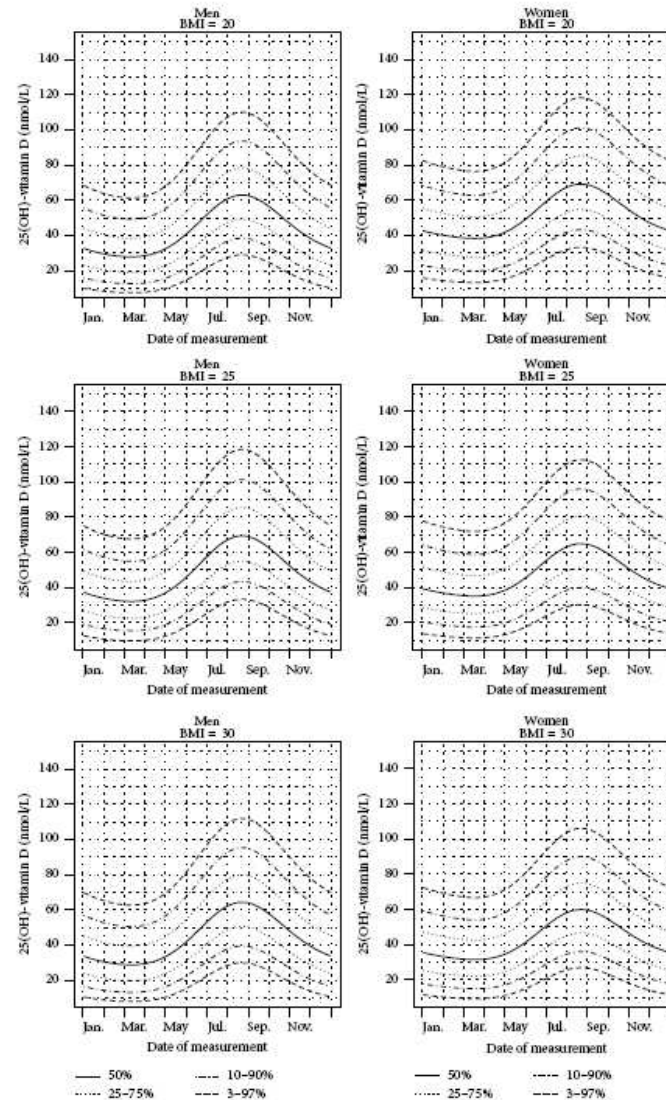 Men
BMI = 20
25(OH)-vitamin D (nmol/L)
140
120
100
80
60
40
20
Jan. Mar. May Jul. Sep. Nov.
Date of measurement
Women
BMI = 20
25(OH)-vitamin D (nmol/L)
140
120
100
80
60
40
20
Jan. Mar. May Jul. Sep. Nov.
Date of measurement
Men
BMI = 25
25(OH)-vitamin D (nmol/L)
140
120
100
80
60
40
20
Jan. Mar. May Jul. Sep. Nov.
Date of measurement
Women
BMI = 25
25(OH)-vitamin D (nmol/L)
140
120
100
80
60
40
20
Jan. Mar. May Jul. Sep. Nov.
Date of measurement
Men
BMI = 30
25(OH)-vitamin D (nmol/L)
140
120
100
80
60
40
20
Jan. Mar. May Jul. Sep. Nov.
Date of measurement
Women
BMI = 30
25(OH)-vitamin D (nmol/L)
140
120
100
80
60
40
20
Jan. Mar. May Jul. Sep. Nov.
Date of measurement
50% 10–90%
25–75% 3–97%
50% 10–90%
25–75% 3–97%